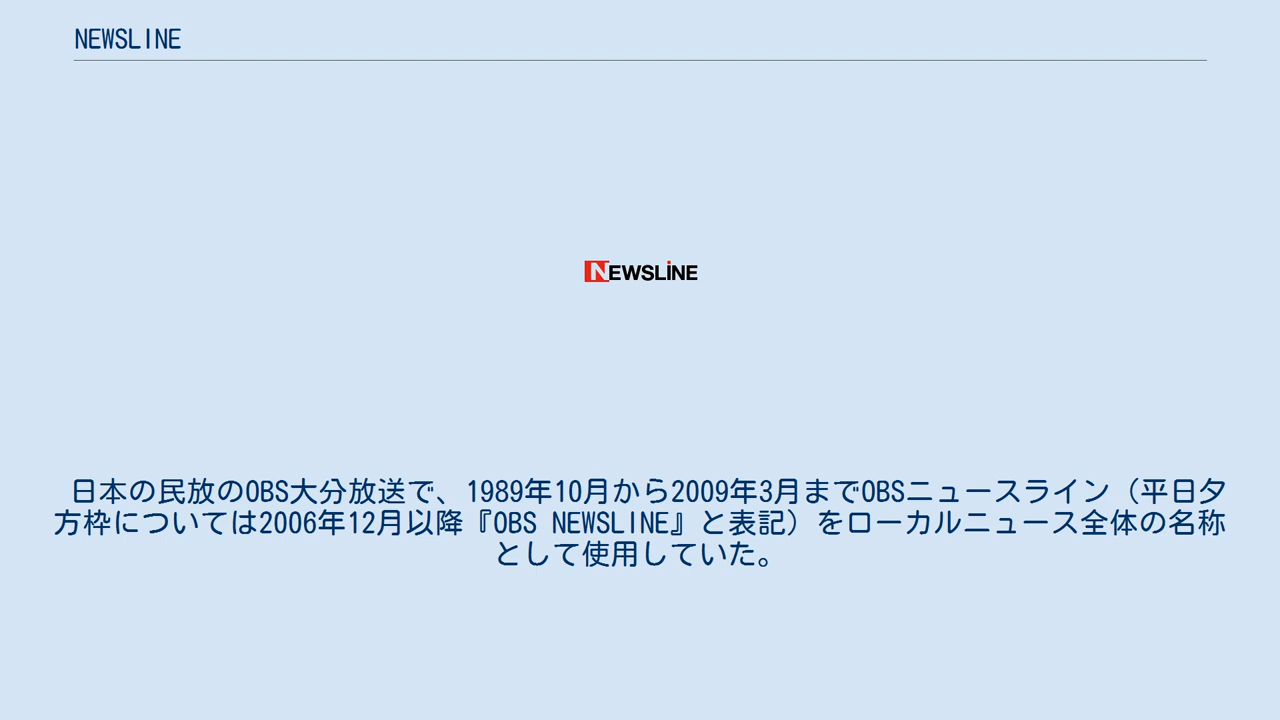 NEWSLINE
NEWSLINE
日本の民放のOBS大分放送で、1989年10月から2009年3月までOBSニュースライン（平日夕
方枠については2006年12月以降『OBS NEWSLINE』と表記）をローカルニュース全体の名称
として使用していた。